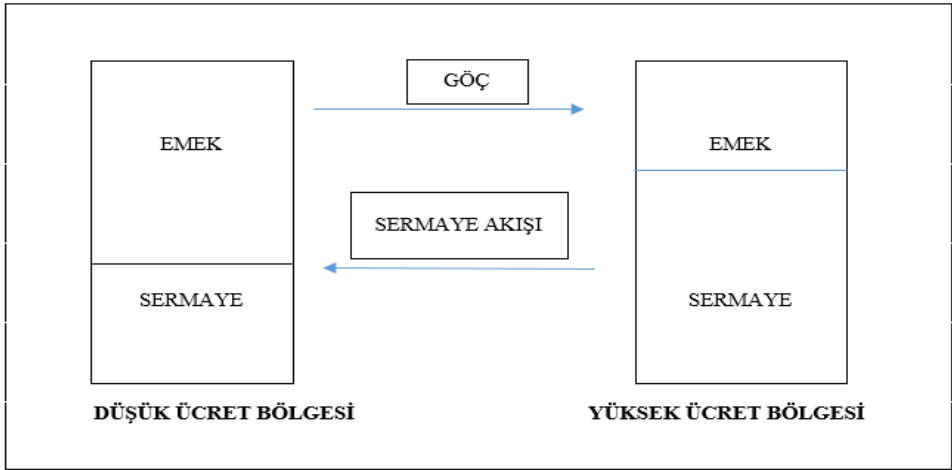 GÖÇ
EMEK
EMEK
SERMAYE AKIŞI
SERMAYE
SERMAYE
DÜŞÜK ÜCRET BÖLGESİ
YÜKSEK ÜCRET BÖLGESİ